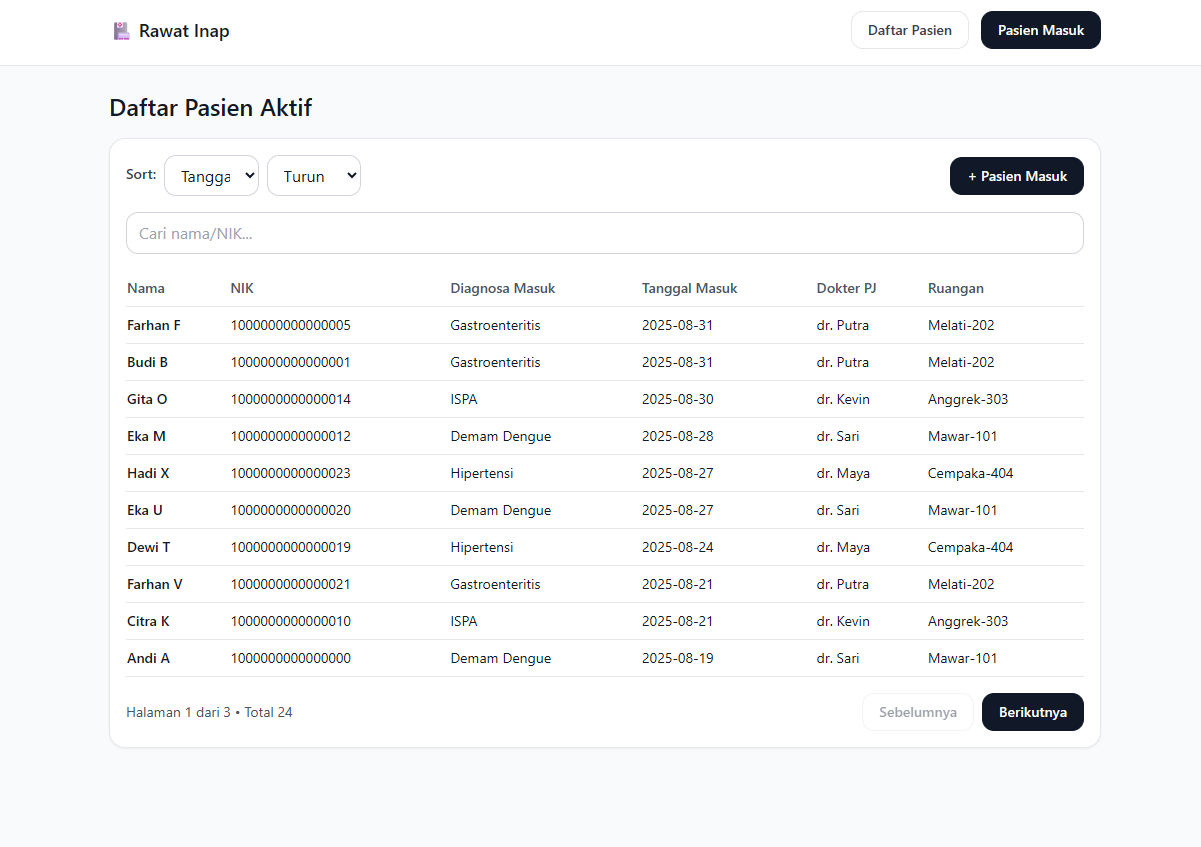 Rawat Inap Daftar Pasien Pasien Masuk
Daftar Pasien Aktif
Sort: Tangga Turun + Pasien Masuk
Cari nama/NIK...
Nama NIK Diagnosa Masuk Tanggal Masuk Dokter PJ Ruangan
Farhan F 1000000000000005 Gastroenteritis 2025-08-31 dr. Putra Melati-202
Budi B 1000000000000001 Gastroenteritis 2025-08-31 dr. Putra Melati-202
Gita O 1000000000000014 ISPA 2025-08-30 dr. Kevin Anggrek-303
Eka M 1000000000000012 Demam Dengue 2025-08-28 dr. Sari Mawar-101
Hadi X 1000000000000023 Hipertensi 2025-08-27 dr. Maya Cempaka-404
Eka U 1000000000000020 Demam Dengue 2025-08-27 dr. Sari Mawar-101
Dewi T 1000000000000019 Hipertensi 2025-08-24 dr. Maya Cempaka-404
Farhan V 1000000000000021 Gastroenteritis 2025-08-21 dr. Putra Melati-202
Citra K 1000000000000010 ISPA 2025-08-21 dr. Kevin Anggrek-303
Andi A 1000000000000000 Demam Dengue 2025-08-19 dr. Sari Mawar-101
Halaman 1 dari 3 • Total 24 Sebelumnya Berikutnya